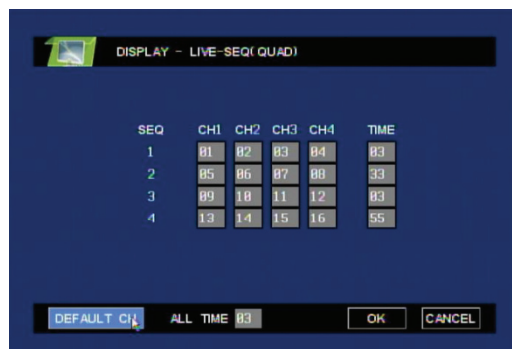 DISPLAY - LIVE-SEQ(QUAD)
SEQ CH1 CH2 CH3 CH4 TIME
1 01 02 03 04 03
2 05 06 07 08 33
3 09 10 11 12 03
4 13 14 15 16 55
DEFAULT CH ALL TIME 03 OK CANCEL